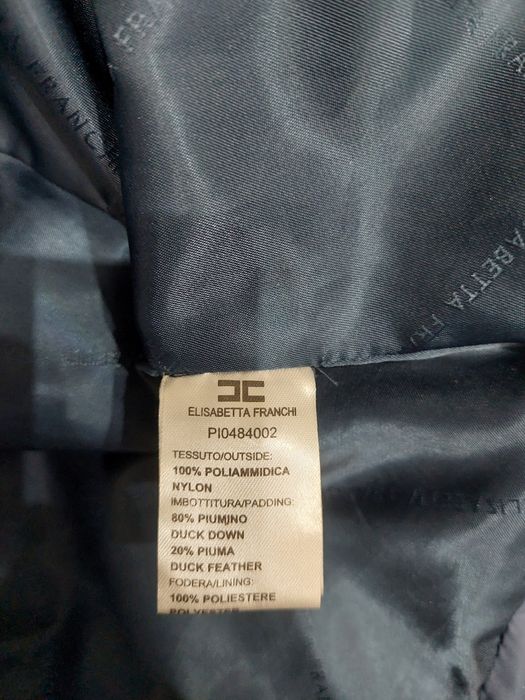 ELISABETTA FRANCHI
PI0484002
TESSUTO/OUTSIDE:
100% POLIAMMIDICA
NYLON
IMBOTTITURA/PADDING:
80% PIUMINO
DUCK DOWN
20% PIUMA
DUCK FEATHER
FODERA/LINING:
100% POLIESTERE
POLYESTER